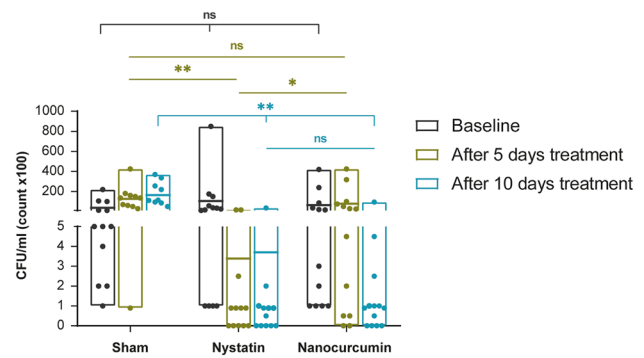 ns
ns
**
*
**
ns
1000
800
600
400
200
5
4
3
2
1
0
CFU/ml (count x100)
Sham
Nystatin
Nanocurcumin
Baseline
After 5 days treatment
After 10 days treatment